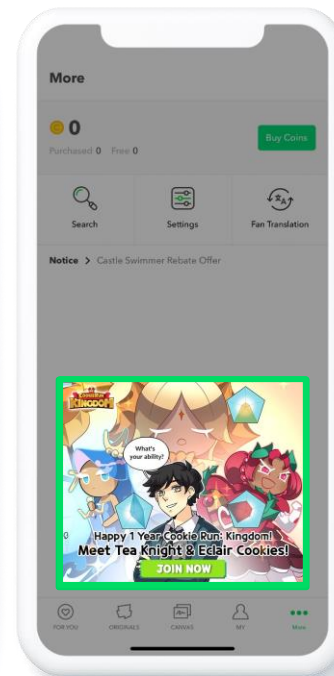 More
0
Purchased 0 Free 0
Buy Coins
Search
Settings
Fan Translation
Notice > Castle Swimmer Rebate Offer
Cookie Run
KINGDOM
What's
your ability?
Happy 1 Year Cookie Run: Kingdom!
Meet Tea Knight & Eclair Cookies!
JOIN NOW
FOR YOU
ORIGINALS
CANVAS
MY
More